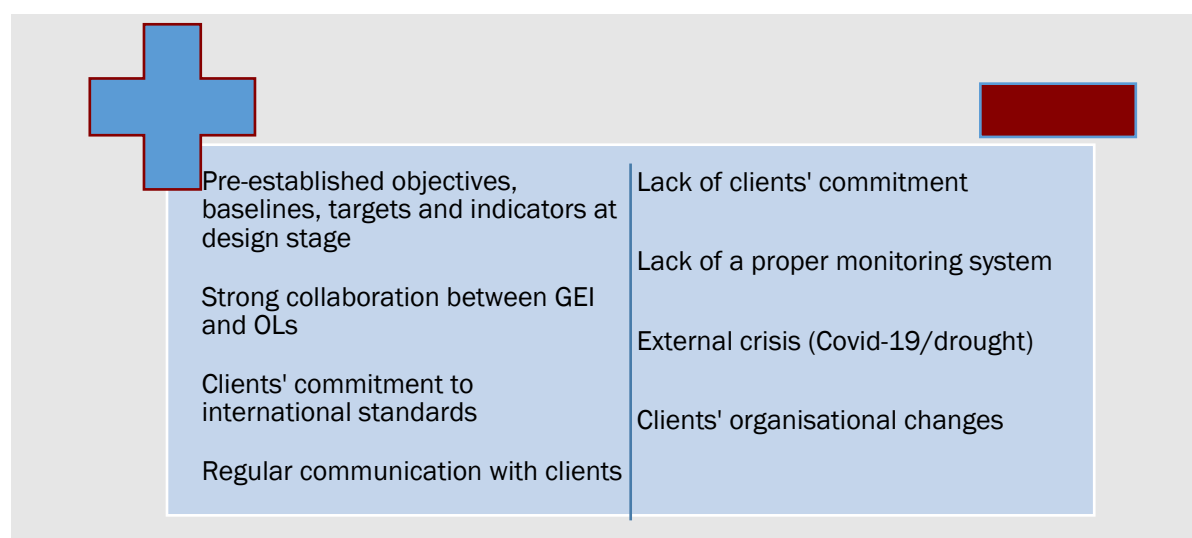 Pre-established objectives,
baselines, targets and indicators at
design stage
Strong collaboration between GEI
and OLs
Clients' commitment to
international standards
Regular communication with clients
Lack of clients' commitment
Lack of a proper monitoring system
External crisis (Covid-19/drought)
Clients' organisational changes